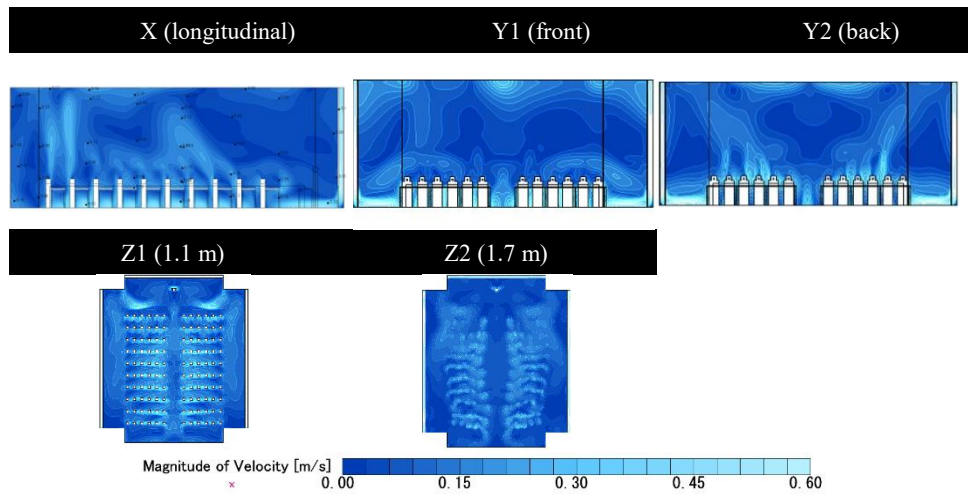 X (longitudinal) Y1 (front) Y2 (back)
Z1 (1.1 m) Z2 (1.7 m)
Magnitude of Velocity [m/s]
0.00 0.15 0.30 0.45 0.60